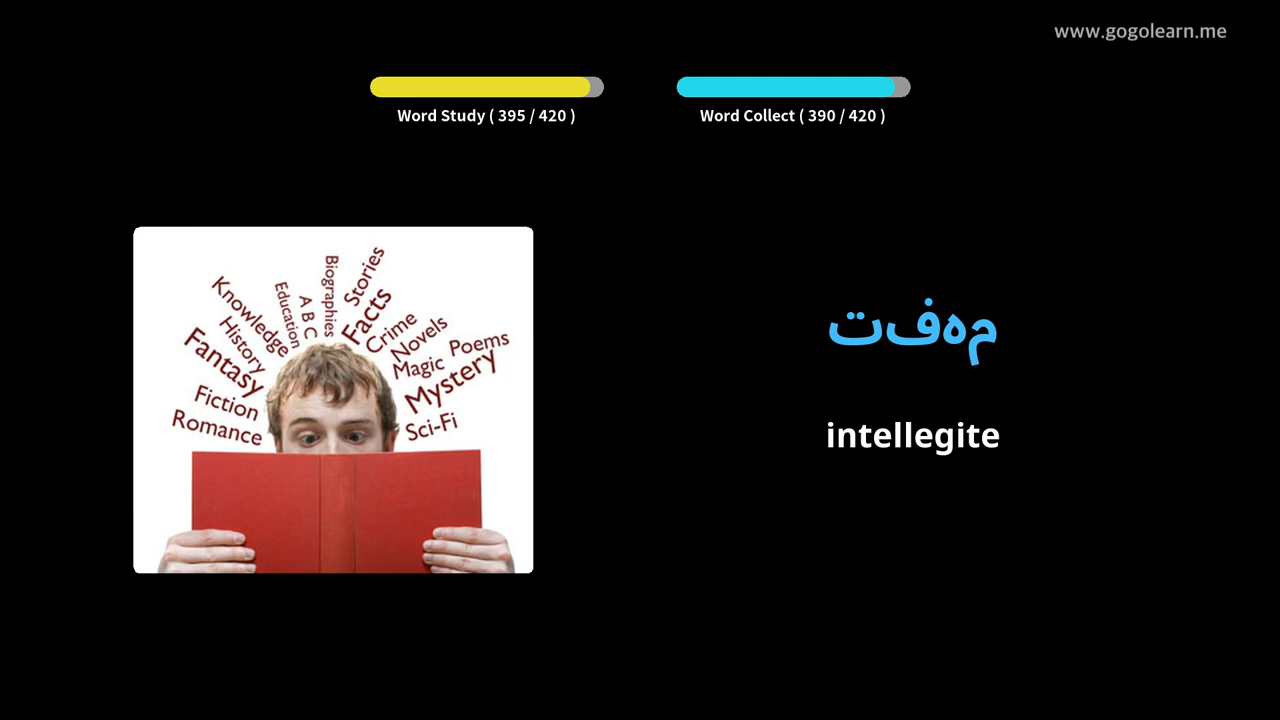 www.gogolearn.me
Word Study ( 395 / 420 )
Word Collect ( 390 / 420 )
Knowledge
History
Fantasy
Fiction
Romance
Education
A B C
Biographies
Stories
Facts
Crime
Novels
Magic
Poems
Mystery
Sci-Fi
مهفت
intellegite